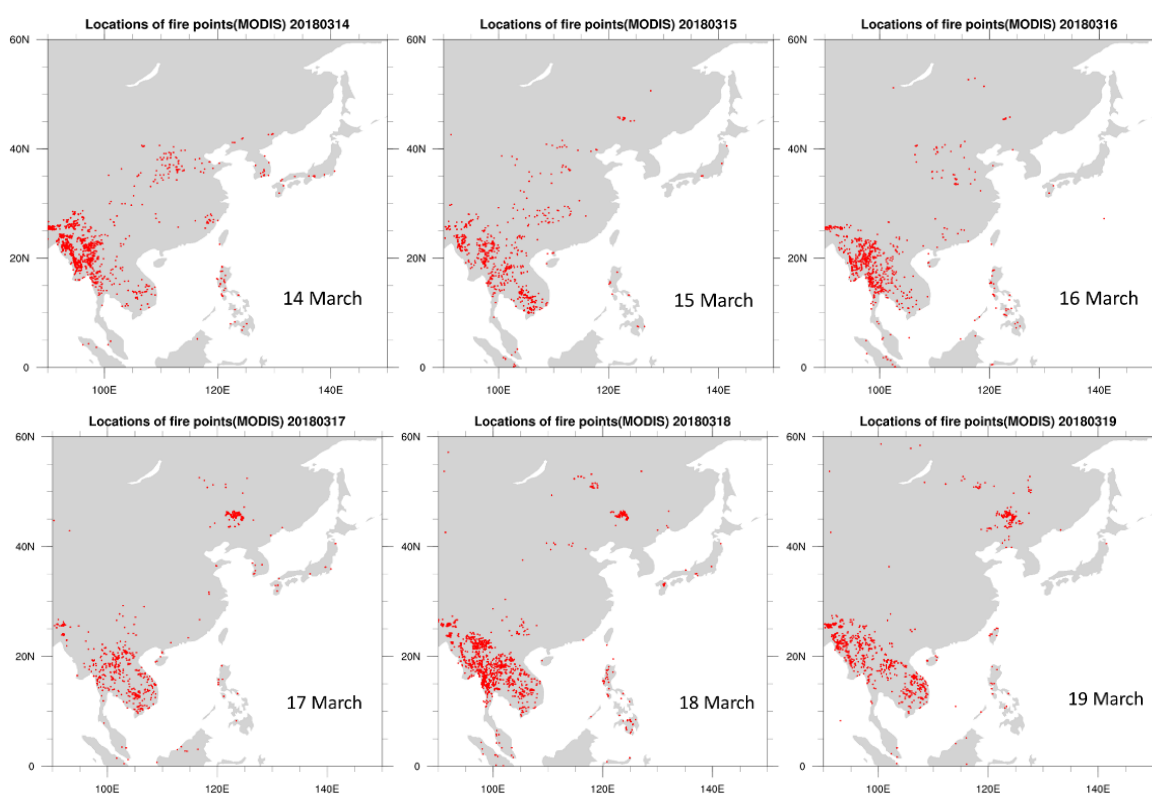 Locations of fire points(MODIS) 20180314
60N
40N
20N
0
100E
120E
140E
14 March
Locations of fire points(MODIS) 20180315
60N
40N
20N
0
100E
120E
140E
15 March
Locations of fire points(MODIS) 20180316
60N
40N
20N
0
100E
120E
140E
16 March
Locations of fire points(MODIS) 20180317
60N
40N
20N
0
100E
120E
140E
17 March
Locations of fire points(MODIS) 20180318
60N
40N
20N
0
100E
120E
140E
18 March
Locations of fire points(MODIS) 20180319
60N
40N
20N
0
100E
120E
140E
19 March